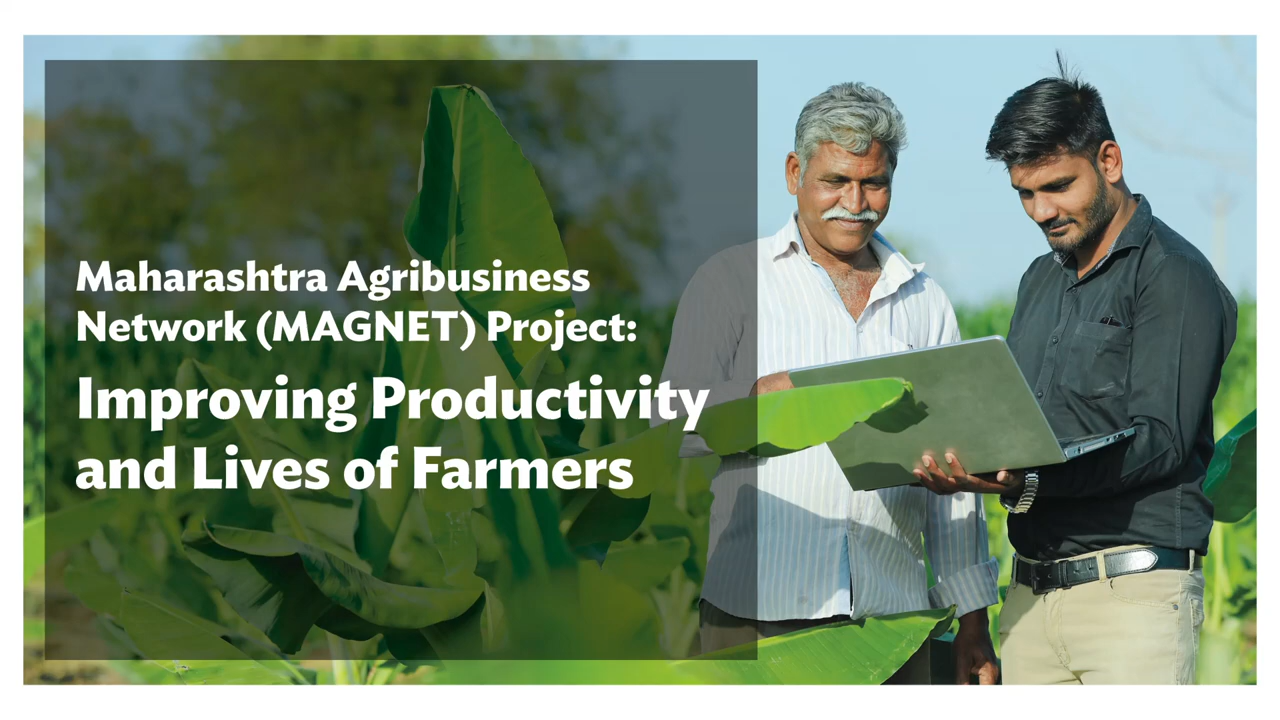 Maharashtra Agribusiness
Network (MAGNET) Project:
Improving Productivity
and Lives of Farmers